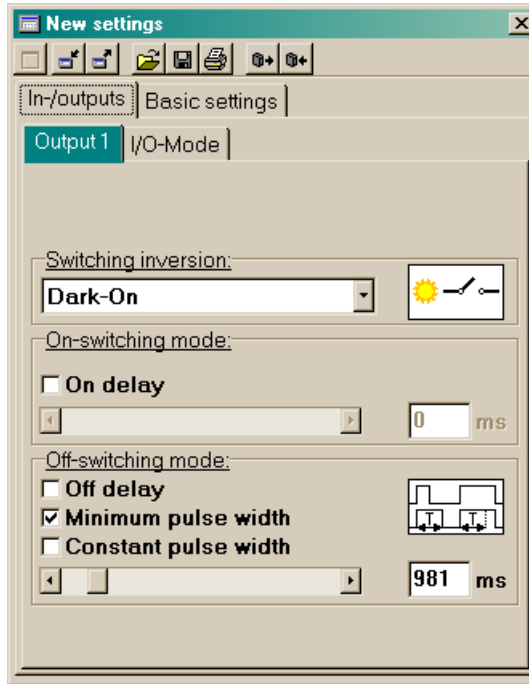 New settings
In-/outputs
Basic settings
Output 1
I/O-Mode
Switching inversion:
Dark-On
On-switching mode:
On delay
0 ms
Off-switching mode:
Off delay
Minimum pulse width
T T
Constant pulse width
981 ms